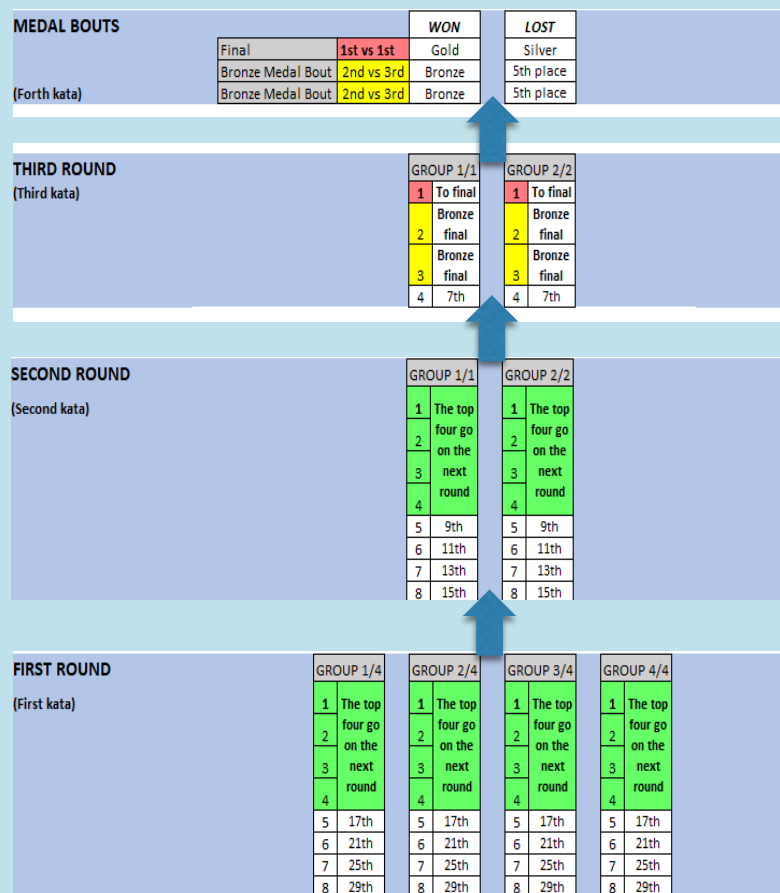 MEDAL BOUTS WON LOST
Final 1st vs 1st Gold Silver
Bronze Medal Bout 2nd vs 3rd Bronze 5th place
(Forth kata) Bronze Medal Bout 2nd vs 3rd Bronze 5th place
THIRD ROUND GROUP 1/1 GROUP 2/2
(Third kata) 1 To final 1 To final
Bronze Bronze
2 final 2 final
Bronze Bronze
3 final 3 final
4 7th 4 7th
SECOND ROUND GROUP 1/1 GROUP 2/2
(Second kata) 1 The top 1 The top
2 four go 2 four go
on the on the
3 next 3 next
round round
4 4
5 9th 5 9th
6 11th 6 11th
7 13th 7 13th
8 15th 8 15th
FIRST ROUND GROUP 1/4 GROUP 2/4 GROUP 3/4 GROUP 4/4
(First kata) 1 The top 1 The top 1 The top 1 The top
2 four go 2 four go 2 four go 2 four go
on the on the on the on the
3 next 3 next 3 next 3 next
round round round round
4 4 4 4
5 17th 5 17th 5 17th 5 17th
6 21th 6 21th 6 21th 6 21th
7 25th 7 25th 7 25th 7 25th
8 29th 8 29th 8 29th 8 29th